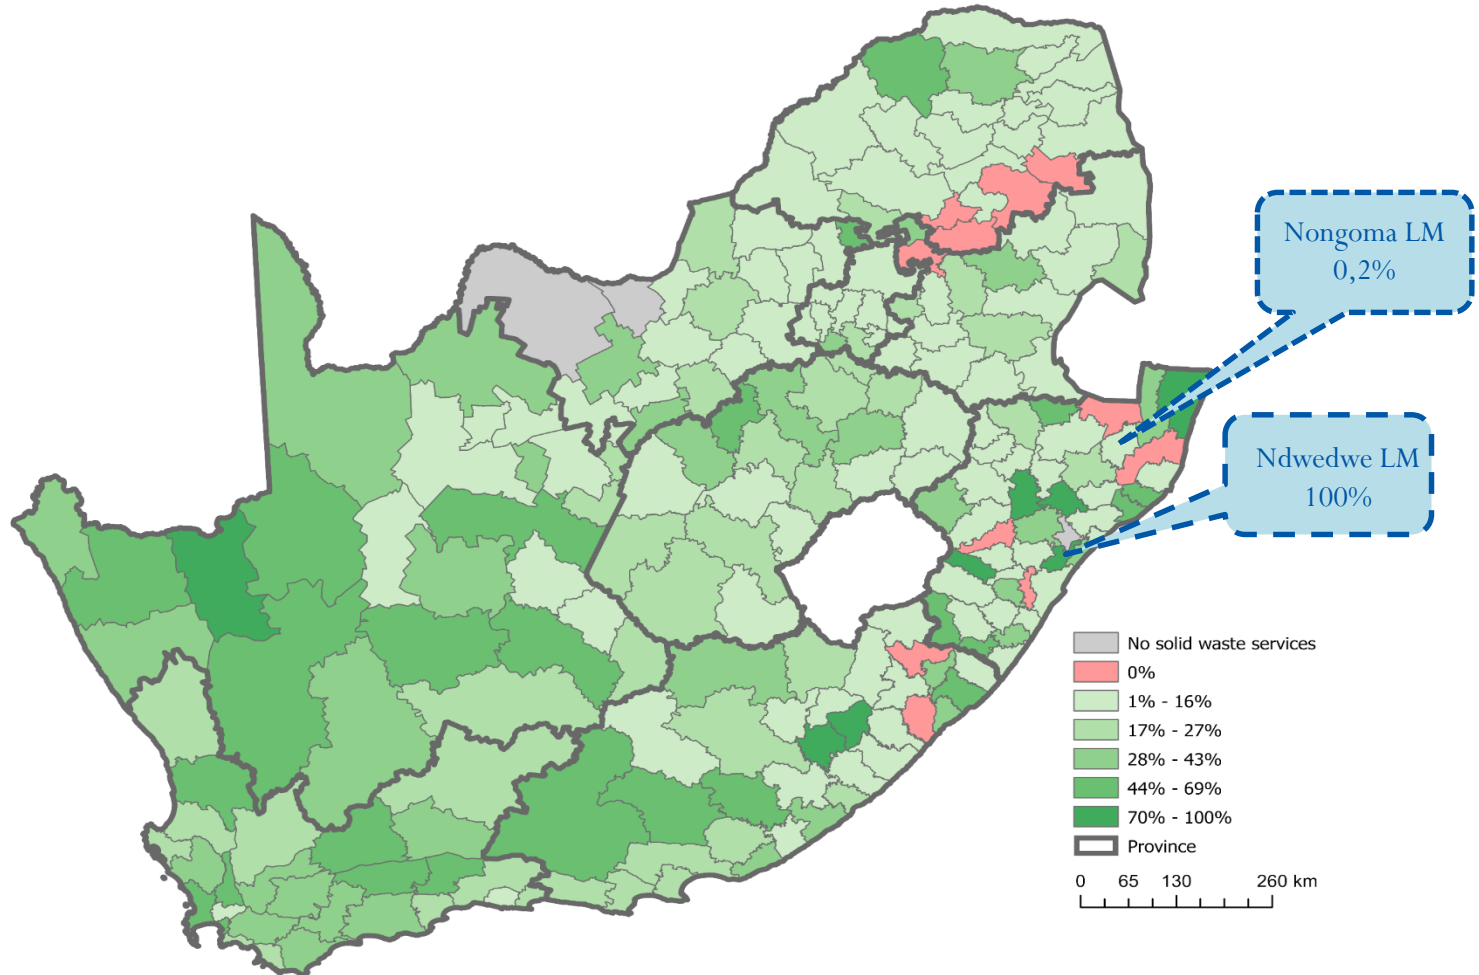 Nongoma LM
0,2%
Ndwedwe LM
100%
No solid waste services
0%
1% - 16%
17% - 27%
28% - 43%
44% - 69%
70% - 100%
Province
0 65 130 260 km